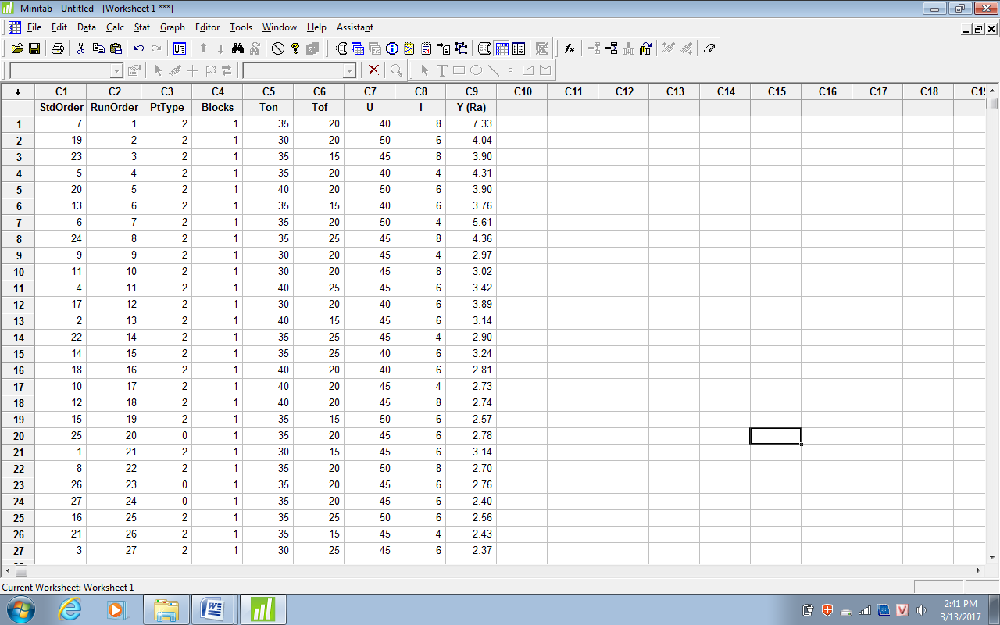 Minitab - Untitled - [Worksheet 1 ***]
File Edit Data Calc Stat Graph Editor Tools Window Help Assistant
C1 C2 C3 C4 C5 C6 C7 C8 C9 C10 C11 C12 C13 C14 C15 C16 C17 C18 C19
StdOrder RunOrder PtType Blocks Ton Tof U I Y (Ra)
1 7 1 2 1 35 20 40 8 7.33
2 19 2 2 1 30 20 50 6 4.04
3 23 3 2 1 35 15 45 8 3.90
4 5 4 2 1 35 20 40 4 4.31
5 20 5 2 1 40 20 50 6 3.90
6 13 6 2 1 35 15 40 6 3.76
7 6 7 2 1 35 20 50 4 5.61
8 24 8 2 1 35 25 45 8 4.36
9 9 9 2 1 30 20 45 4 2.97
10 11 10 2 1 30 20 45 8 3.02
11 4 11 2 1 40 25 45 6 3.42
12 17 12 2 1 30 20 40 6 3.89
13 2 13 2 1 40 15 45 6 3.14
14 22 14 2 1 35 25 45 4 2.90
15 14 15 2 1 35 25 40 6 3.24
16 18 16 2 1 40 20 40 6 2.81
17 10 17 2 1 40 20 45 4 2.73
18 12 18 2 1 40 20 45 8 2.74
19 15 19 2 1 35 15 50 6 2.57
20 25 20 0 1 35 20 45 6 2.78
21 1 21 2 1 30 15 45 6 3.14
22 8 22 2 1 35 20 50 8 2.70
23 26 23 0 1 35 20 45 6 2.76
24 27 24 0 1 35 20 45 6 2.40
25 16 25 2 1 35 25 50 6 2.56
26 21 26 2 1 35 15 45 4 2.43
27 3 27 2 1 30 25 45 6 2.37
Current Worksheet: Worksheet 1
2:41 PM
3/13/2017